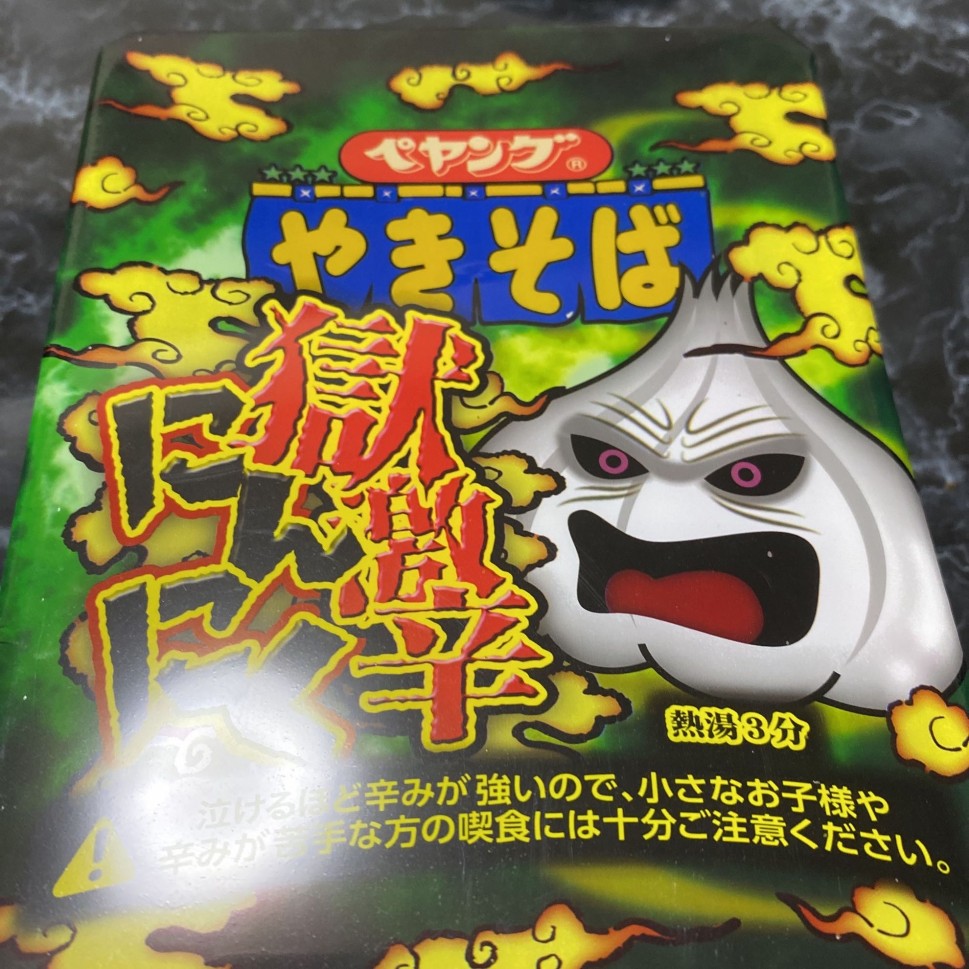 ペヤング®
やきそば
獄激辛
にんにく
熱湯3分
泣けるほど辛みが強いので、小さなお子様や
辛みが苦手な方の喫食には十分ご注意ください。